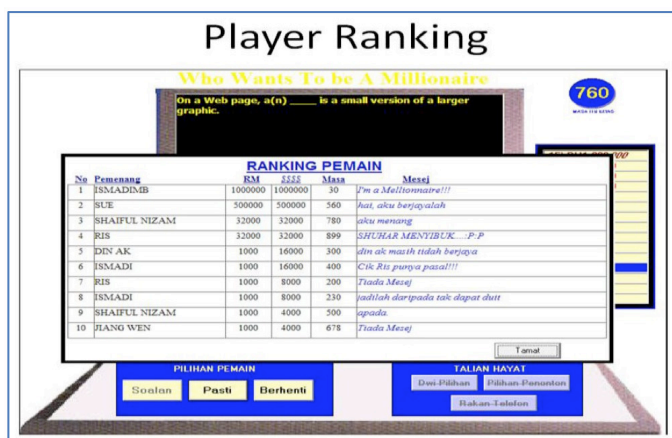 Player Ranking
Who Wants To be A Millionaire
On a Web page, a(n) ____ is a small version of a larger
graphic.
760
RANKING PEMAIN
No Pemenang RM $$$$ Masa Mesej
1 ISMADIMB 1000000 1000000 30 I'm a Mellionnaire!!!
2 SUE 500000 500000 560 hat, aku berjayalah
3 SHAIFUL NIZAM 32000 32000 780 aku menang
4 RIS 32000 32000 899 SHUHAR MENYIBUK....:P:P
5 DIN AK 1000 16000 300 din ak masih tidah berjaya
6 ISMADI 1000 16000 400 Cik Ris punya pasal!!!
7 RIS 1000 8000 200 Tiada Mesej
8 ISMADI 1000 8000 230 jadilah daripada tak dapat duit
9 SHAIFUL NIZAM 1000 4000 500 apada.
10 JIANG WEN 1000 4000 678 Tiada Mesej
Tamat
PILIHAN PEMAIN
Soalan Pasti Berhenti
TALIAN HAYAT
Dwi-Pilihan Pilihan Penonton
Rakan Telefon